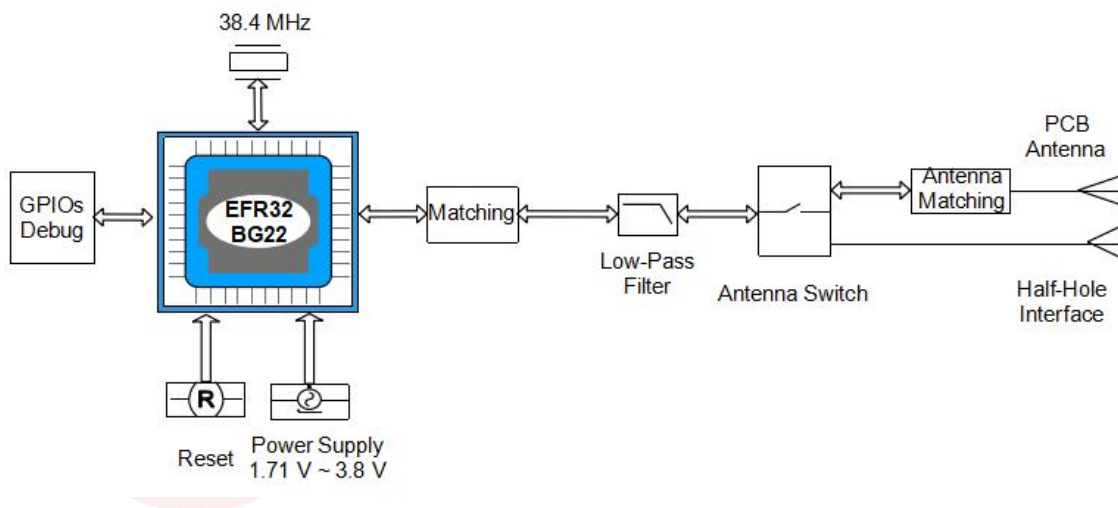 38.4 MHz
GPIOs
Debug
EFR32
BG22
Matching
Low-Pass
Filter
Antenna Switch
Antenna
Matching
PCB
Antenna
Half-Hole
Interface
R
Reset
Power Supply
1.71 V ~ 3.8 V